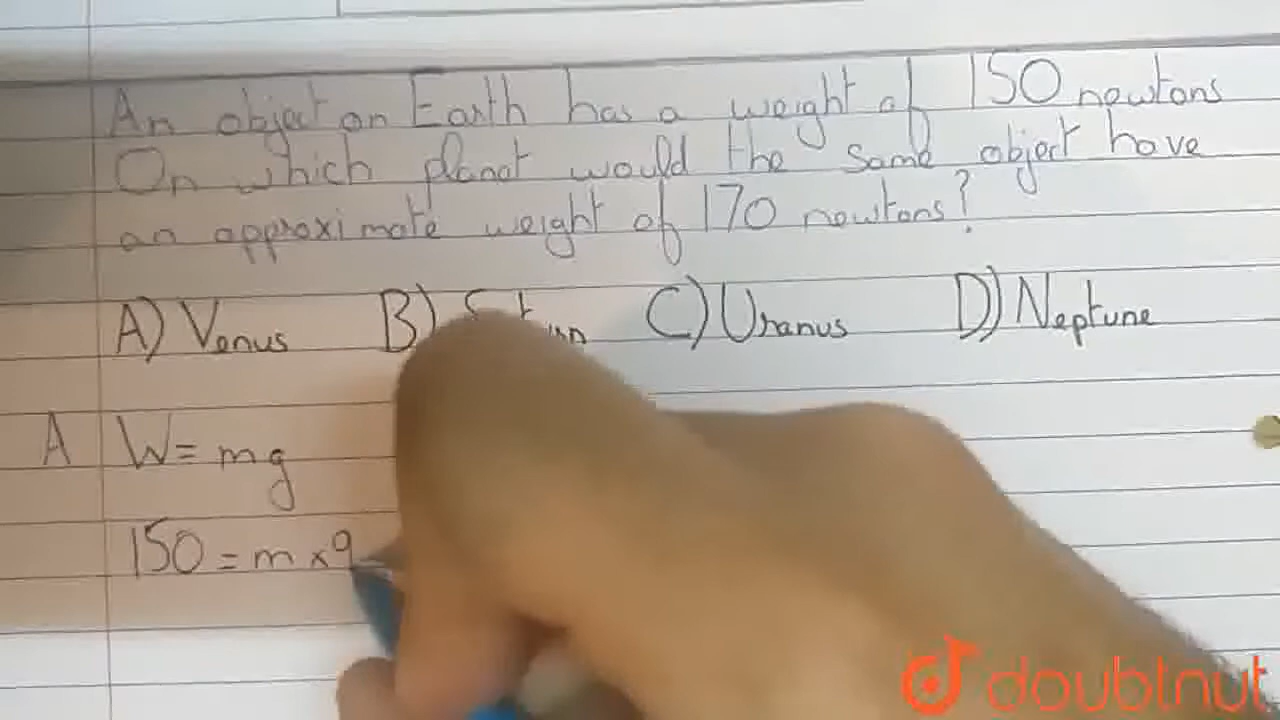 An object on Earth has a weight of 150 newtons
On which planet would the same object have
an approximate weight of 170 newtons?
A) Venus B) C) Uranus D) Neptune
A W = mg
150 = m × 9
doubtnut